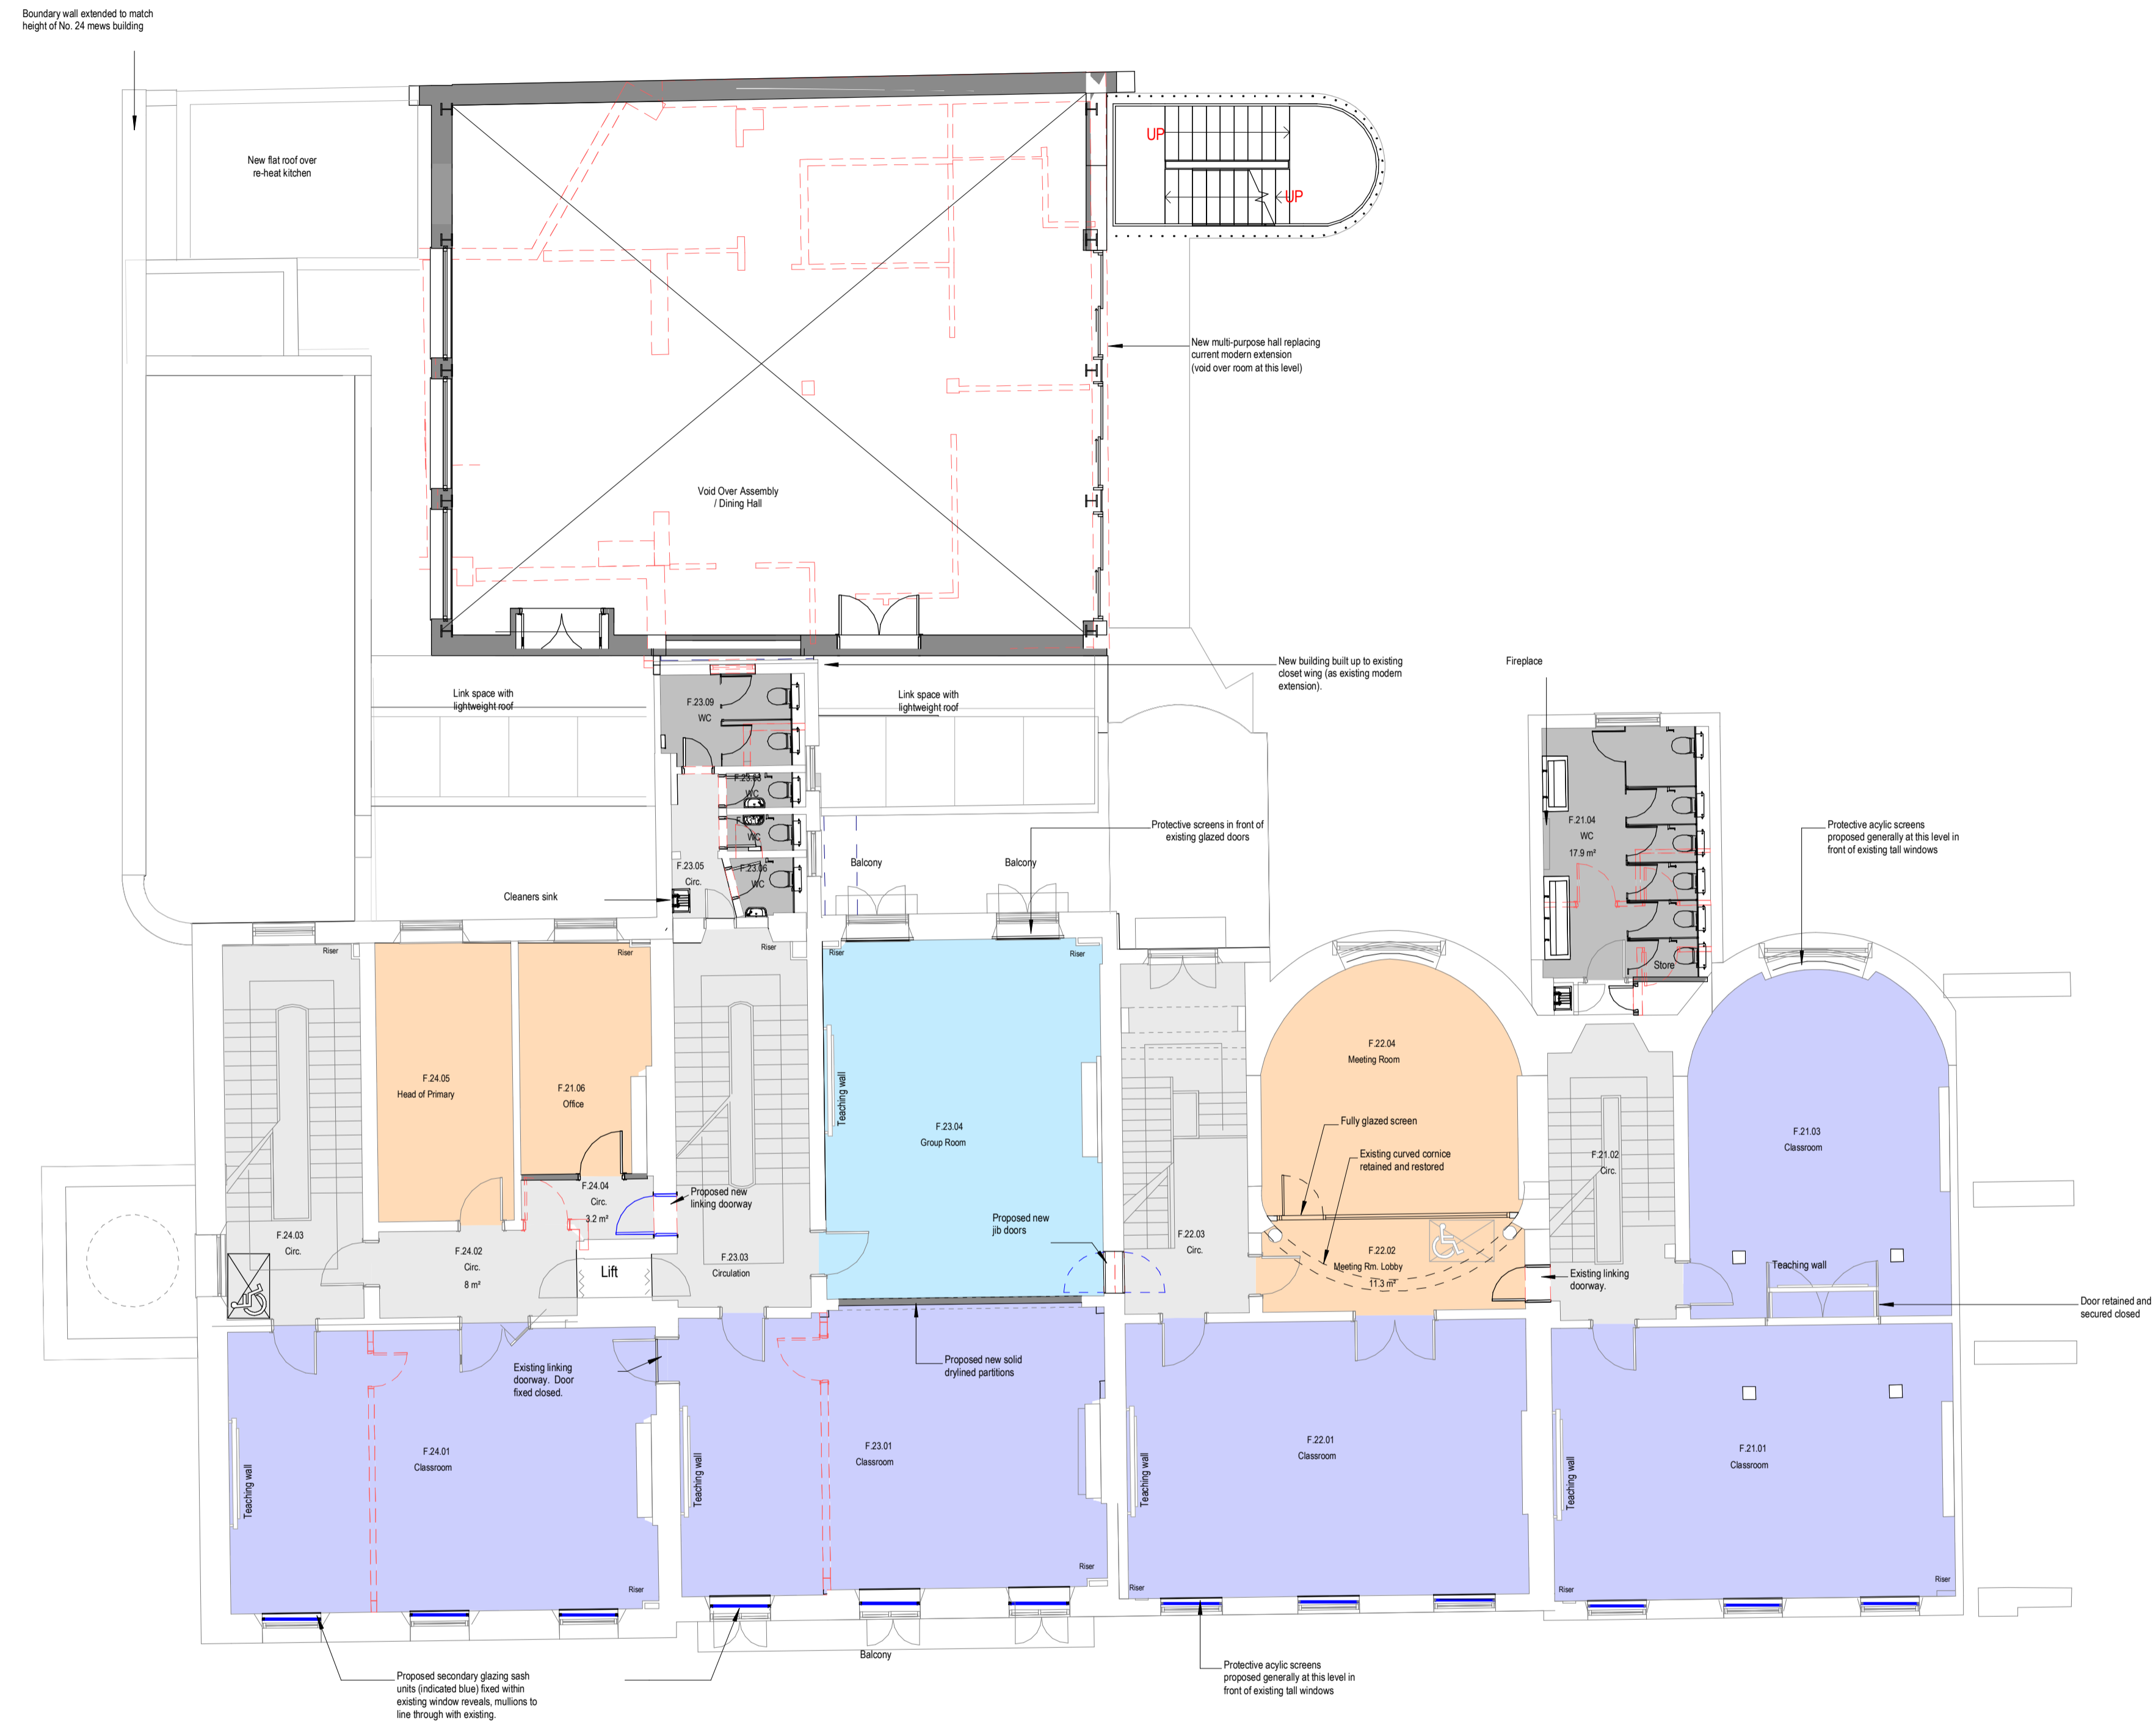 Boundary wall extended to match
height of No. 24 mews building
New flat roof over
re-heat kitchen
UP
UP
New multi-purpose hall replacing
current modern extension
(void over room at this level)
Void Over Assembly
/ Dining Hall
New building built up to existing
closet wing (as existing modern
extension).
Fireplace
Link space with
lightweight roof
Link space with
lightweight roof
F.23.09
WC
WC
WC
F.23.06
WC
F.23.05
Circ.
Cleaners sink
Balcony
Balcony
Protective screens in front of
existing glazed doors
F.21.04
WC
17.9 m²
Store
Protective acylic screens
proposed generally at this level in
front of existing tall windows
Riser
Riser
Riser
Riser
Riser
F.24.05
Head of Primary
F.21.06
Office
Teaching wall
F.23.04
Group Room
F.22.04
Meeting Room
Fully glazed screen
Existing curved cornice
retained and restored
F.21.02
Circ.
F.21.03
Classroom
F.24.04
Circ.
3.2 m²
Proposed new
linking doorway
Proposed new
jib doors
F.24.03
Circ.
F.24.02
Circ.
8 m²
Lift
F.23.03
Circulation
F.22.03
Circ.
F.22.02
Meeting Rm. Lobby
11.3 m²
Existing linking
doorway.
Teaching wall
Door retained and
secured closed
Existing linking
doorway. Door
fixed closed.
Proposed new solid
drylined partitions
F.24.01
Classroom
Teaching wall
F.23.01
Classroom
Teaching wall
F.22.01
Classroom
Teaching wall
F.21.01
Classroom
Teaching wall
Riser
Riser
Riser
Riser
Riser
Balcony
Proposed secondary glazing sash
units (indicated blue) fixed within
existing window reveals, mullions to
line through with existing.
Protective acylic screens
proposed generally at this level in
front of existing tall windows